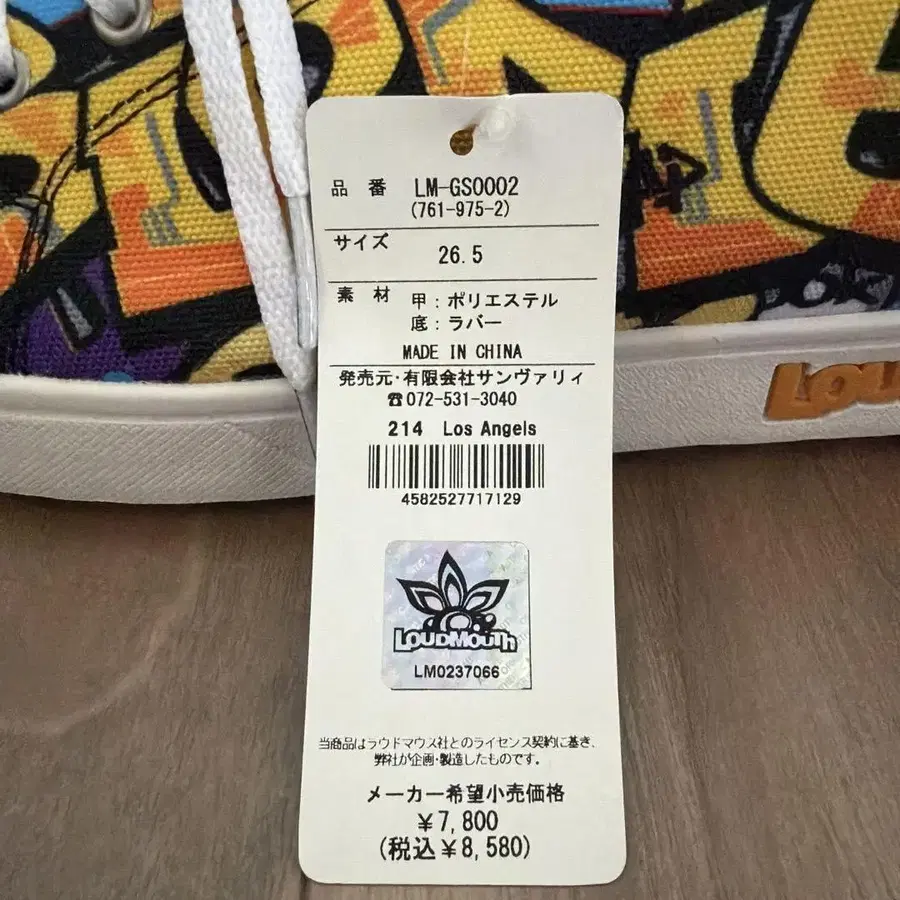 品 番 LM-GS0002
(761-975-2)
サイズ 26.5
素 材 甲：ポリエステル
底：ラバー
MADE IN CHINA
発売元・有限会社サンヴァリィ
☎072-531-3040
214 Los Angels
4582527717129
LOUDMOUTH
LM0237066
当商品はラウドマウス社とのライセンス契約に基き、
弊社が企画・製造したものです。
メーカー希望小売価格
￥7,800
(税込￥8,580)